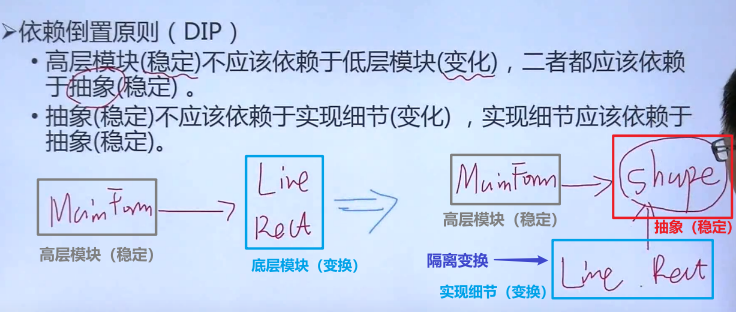 依赖倒置原则（DIP）
• 高层模块(稳定)不应该依赖于低层模块(变化)，二者都应该依赖
于抽象(稳定) 。
• 抽象(稳定)不应该依赖于实现细节(变化) ，实现细节应该依赖于
抽象(稳定)。
MainForm
高层模块（稳定）
Line
Rect
底层模块（变换）
MainForm
高层模块（稳定）
Shape
抽象（稳定）
隔离变换
Line . Rect
实现细节（变换）